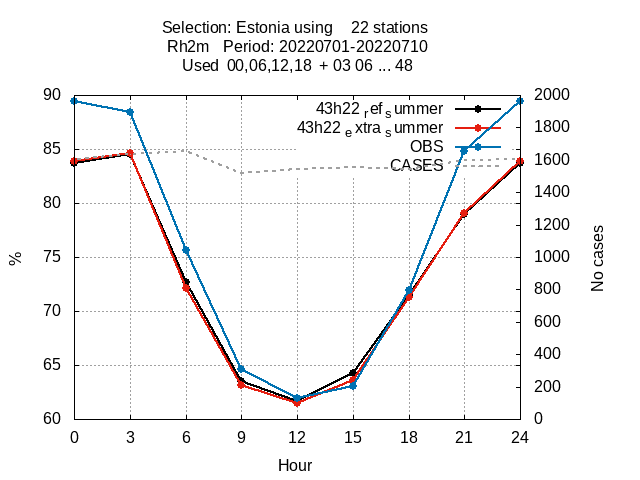 Selection: Estonia using 22 stations
Rh2m Period: 20220701-20220710
Used 00,06,12,18 + 03 06 ... 48
90 2000
43h22 ref summer
1800
43h22 extra summer
85 OBS
1600
CASES
1400
80
1200
% 75 1000 No cases
800
70
600
65 400
200
60 0
0 3 6 9 12 15 18 21 24
Hour